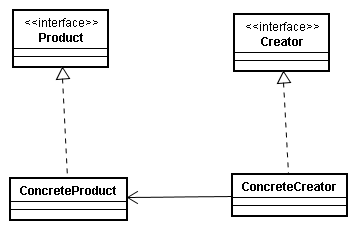 <<interface>>
Product
<<interface>>
Creator
ConcreteProduct
ConcreteCreator